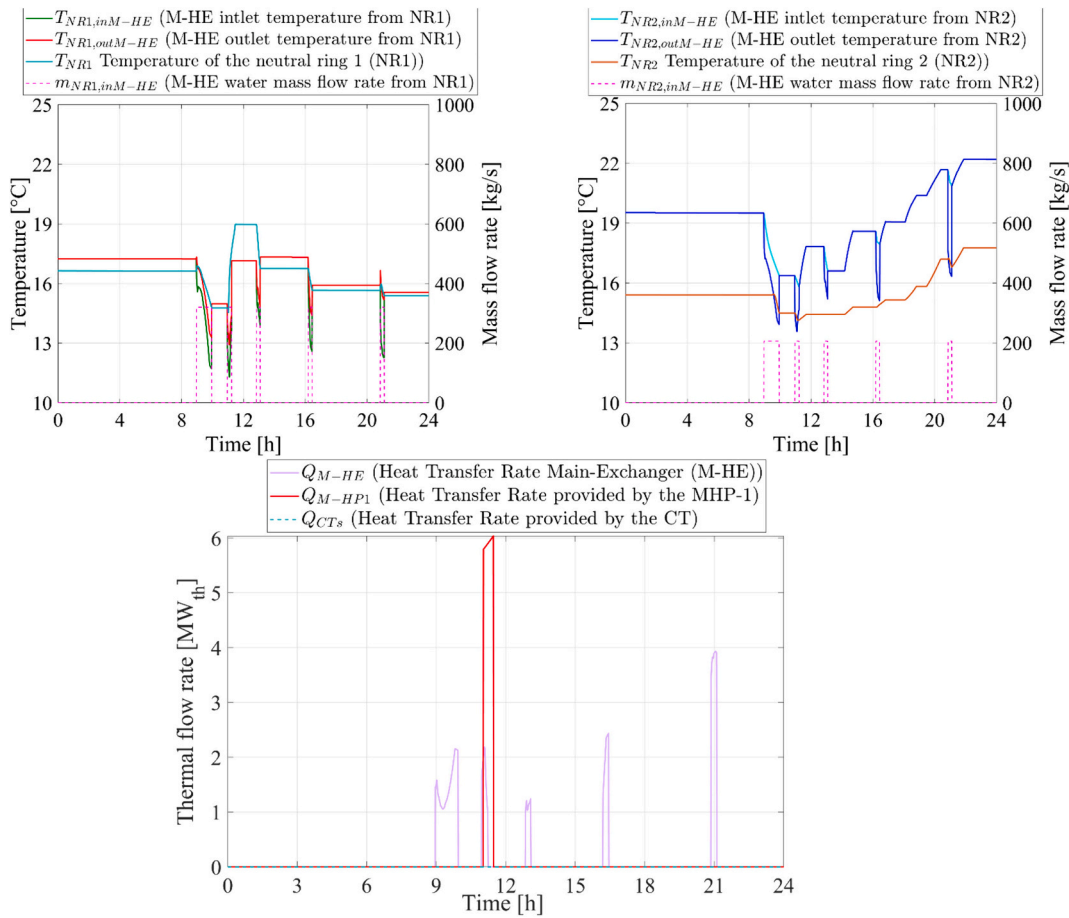 T_{NR1,inM-HE} (M-HE intlet temperature from NR1)
T_{NR1,outM-HE} (M-HE outlet temperature from NR1)
T_{NR1} Temperature of the neutral ring 1 (NR1))
m_{NR1,inM-HE} (M-HE water mass flow rate from NR1)
25
22
19
16
13
10
Temperature [°C]
1000
800
600
400
200
0
Mass flow rate [kg/s]
0 4 8 12 16 20 24
Time [h]
T_{NR2,inM-HE} (M-HE intlet temperature from NR2)
T_{NR2,outM-HE} (M-HE outlet temperature from NR2)
T_{NR2} Temperature of the neutral ring 2 (NR2))
m_{NR2,inM-HE} (M-HE water mass flow rate from NR2)
25
22
19
16
13
10
Temperature [°C]
1000
800
600
400
200
0
Mass flow rate [kg/s]
0 4 8 12 16 20 24
Time [h]
Q_{M-HE} (Heat Transfer Rate Main-Exchanger (M-HE))
Q_{M-HP1} (Heat Transfer Rate provided by the MHP-1)
Q_{CTs} (Heat Transfer Rate provided by the CT)
6
5
4
3
2
1
0
Thermal flow rate [MW_{th}]
0 3 6 9 12 15 18 21 24
Time [h]